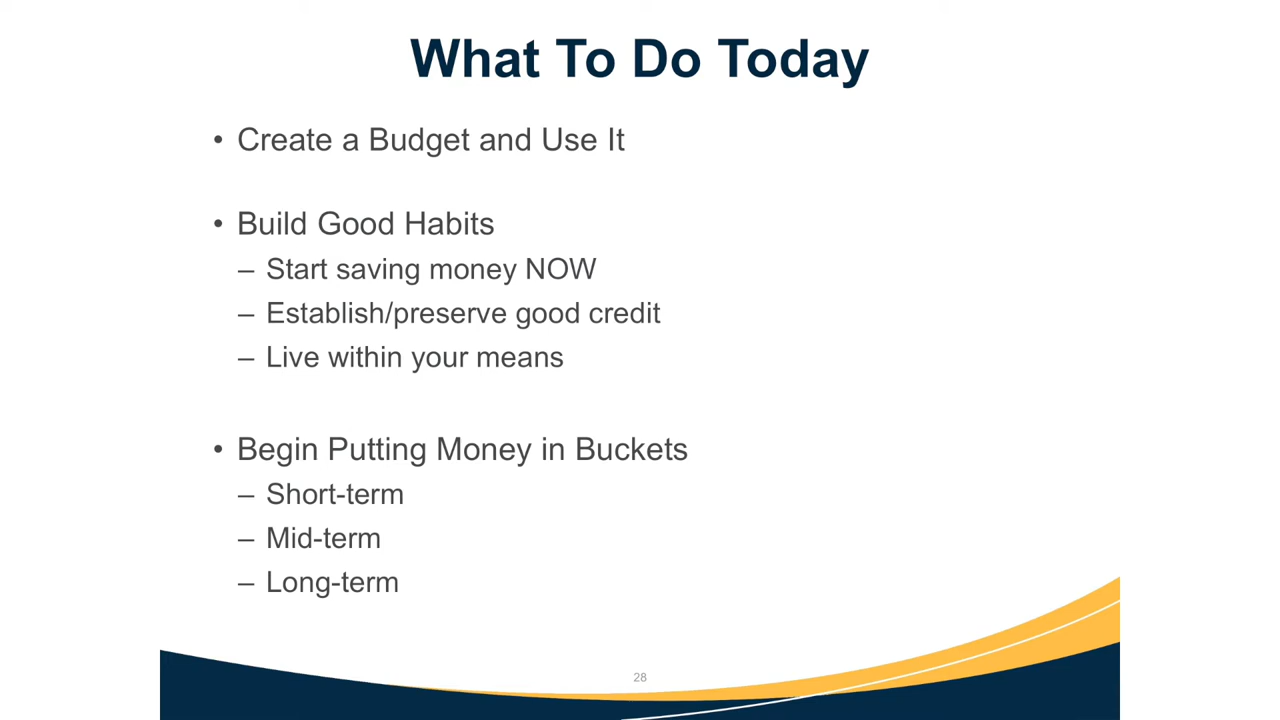 What To Do Today
• Create a Budget and Use It
• Build Good Habits
– Start saving money NOW
– Establish/preserve good credit
– Live within your means
• Begin Putting Money in Buckets
– Short-term
– Mid-term
– Long-term
28